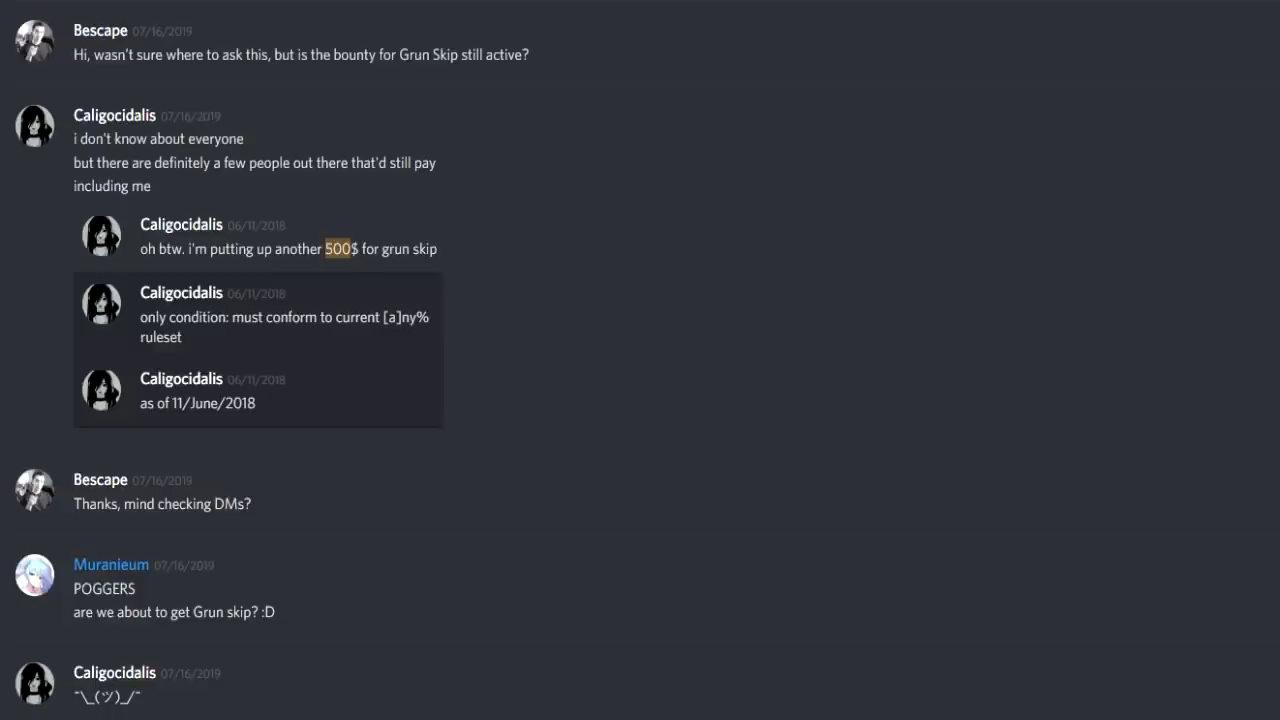 Bescape 07/16/2019
Hi, wasn't sure where to ask this, but is the bounty for Grun Skip still active?
Caligocidalis 07/16/2019
i don't know about everyone
but there are definitely a few people out there that'd still pay
including me
Caligocidalis 06/11/2018
oh btw. i'm putting up another 500$ for grun skip
Caligocidalis 06/11/2018
only condition: must conform to current [a]ny%
ruleset
Caligocidalis 06/11/2018
as of 11/June/2018
Bescape 07/16/2019
Thanks, mind checking DMs?
Muranieum 07/16/2019
POGGERS
are we about to get Grun skip? :D
Caligocidalis 07/16/2019
¯\_(ツ)_/¯